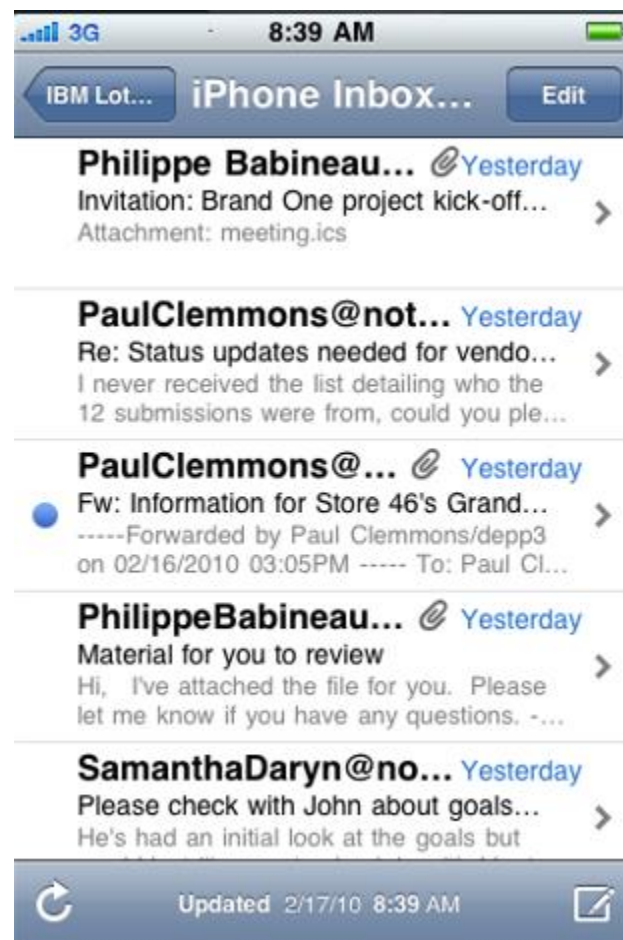 3G 8:39 AM
IBM Lot... iPhone Inbox... Edit
Philippe Babineau... Yesterday
Invitation: Brand One project kick-off...
Attachment: meeting.ics
PaulClemmons@not... Yesterday
Re: Status updates needed for vendo...
I never received the list detailing who the
12 submissions were from, could you ple...
PaulClemmons@... Yesterday
Fw: Information for Store 46's Grand...
-----Forwarded by Paul Clemmons/depp3
on 02/16/2010 03:05PM ----- To: Paul Cl...
PhilippeBabineau... Yesterday
Material for you to review
Hi, I've attached the file for you. Please
let me know if you have any questions. -...
SamanthaDaryn@no... Yesterday
Please check with John about goals...
He's had an initial look at the goals but
Updated 2/17/10 8:39 AM